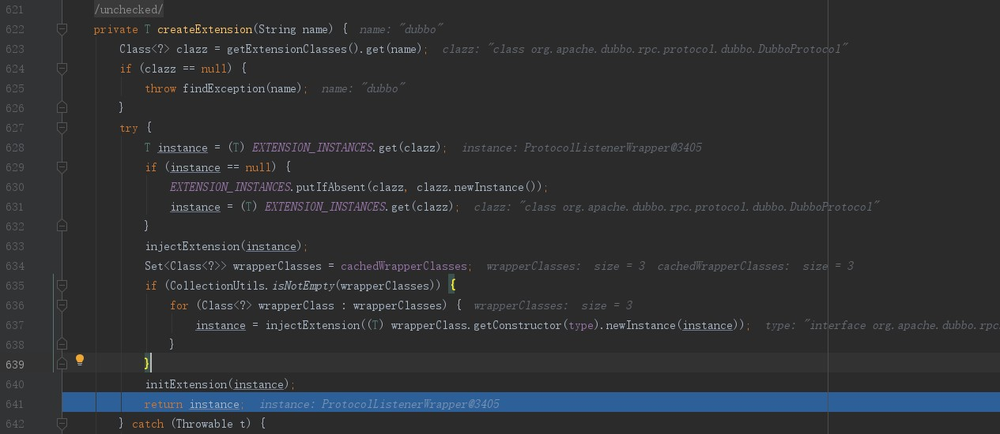 621 /unchecked/
622 private T createExtension(String name) { name: "dubbo"
623 Class<?> clazz = getExtensionClasses().get(name); clazz: "class org.apache.dubbo.rpc.protocol.dubbo.DubboProtocol"
624 if (clazz == null) {
625 throw findException(name); name: "dubbo"
626 }
627 try {
628 T instance = (T) EXTENSION_INSTANCES.get(clazz); instance: ProtocolListenerWrapper@3405
629 if (instance == null) {
630 EXTENSION_INSTANCES.putIfAbsent(clazz, clazz.newInstance());
631 instance = (T) EXTENSION_INSTANCES.get(clazz); clazz: "class org.apache.dubbo.rpc.protocol.dubbo.DubboProtocol"
632 }
633 injectExtension(instance);
634 Set<Class<?>> wrapperClasses = cachedWrapperClasses; wrapperClasses: size = 3 cachedWrapperClasses: size = 3
635 if (CollectionUtils.isNotEmpty(wrapperClasses)) {
636 for (Class<?> wrapperClass : wrapperClasses) { wrapperClasses: size = 3
637 instance = injectExtension((T) wrapperClass.getConstructor(type).newInstance(instance)); type: "interface org.apache.dubbo.rpc
638 }
639 }
640 initExtension(instance);
641 return instance; instance: ProtocolListenerWrapper@3405
642 } catch (Throwable t) {